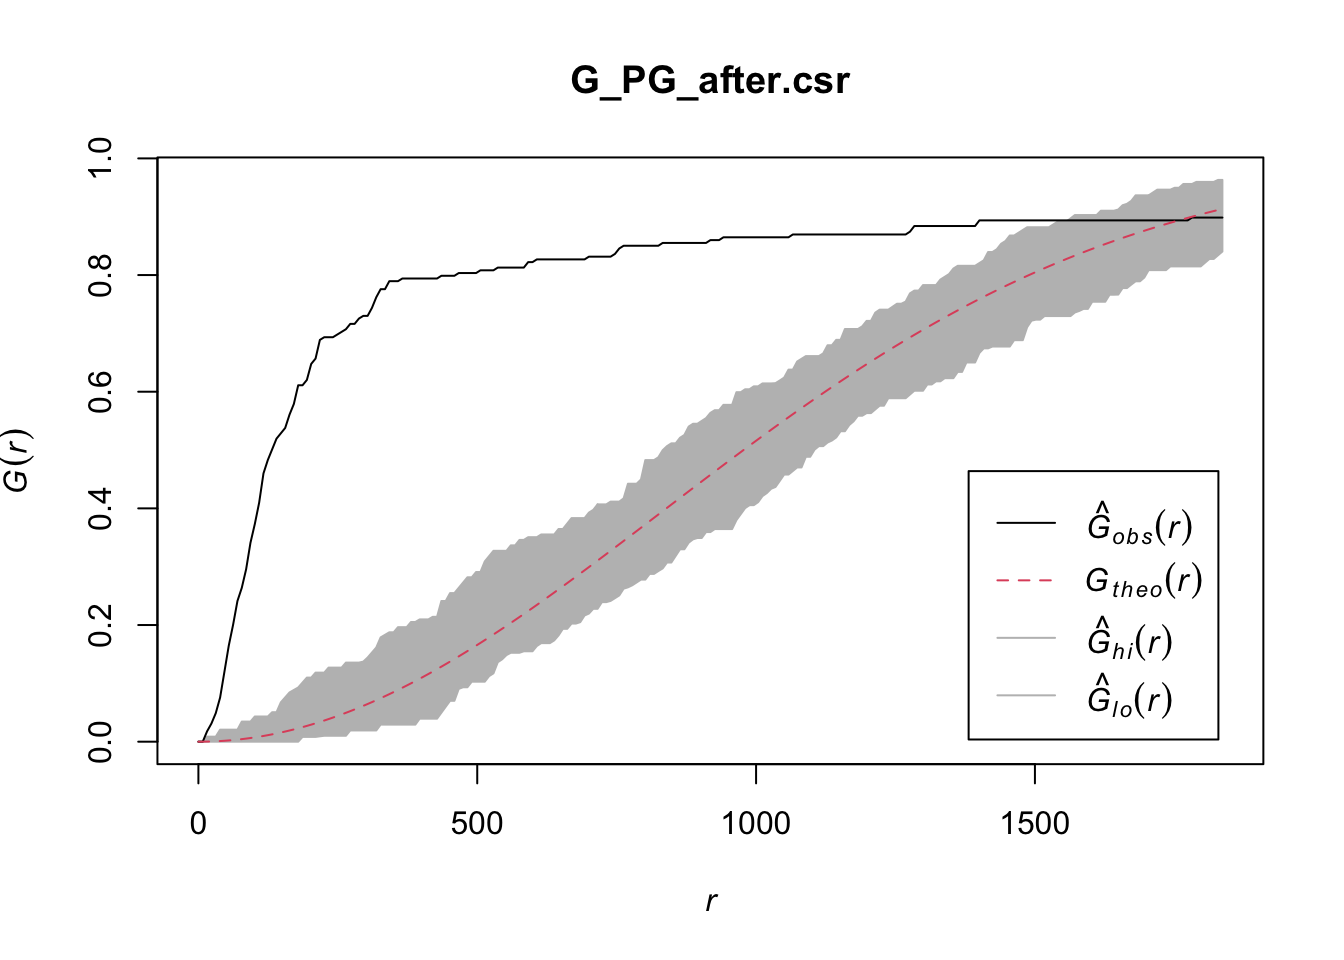 G_PG_after.csr
G(r)
1.0
0.8
0.6
0.4
0.2
0.0
0 500 1000 1500
r
Ĝobs(r)
Gtheo(r)
Ĝhi(r)
Ĝlo(r)